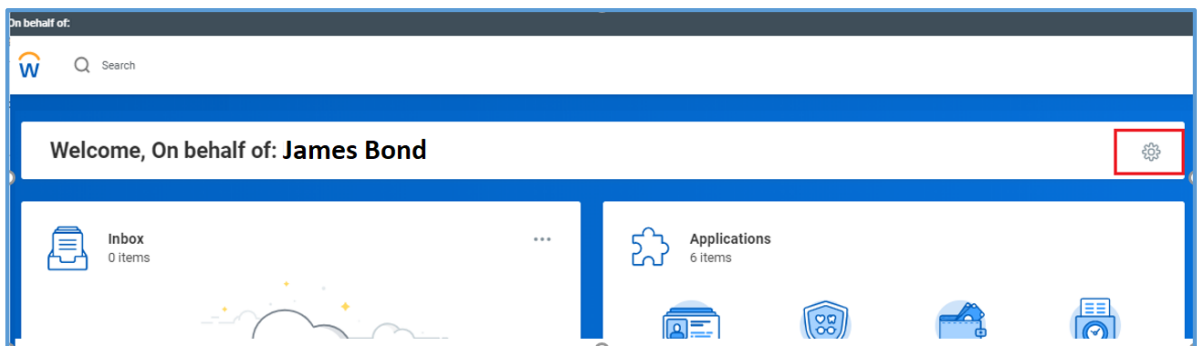 On behalf of:
W
Search
Welcome, On behalf of: James Bond
Inbox
0 items
Applications
6 items